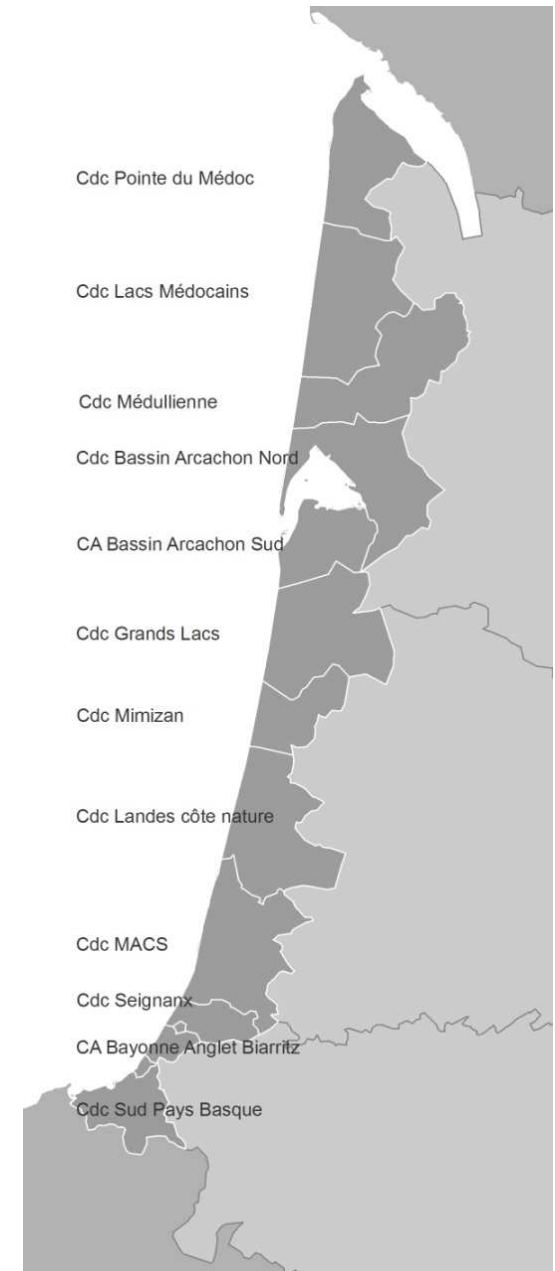 Cdc Pointe du Médoc
Cdc Lacs Médocains
Cdc Médullienne
Cdc Bassin Arcachon Nord
CA Bassin Arcachon Sud
Cdc Grands Lacs
Cdc Mimizan
Cdc Landes côte nature
Cdc MACS
Cdc Seignanx
CA Bayonne Anglet Biarritz
Cdc Sud Pays Basque